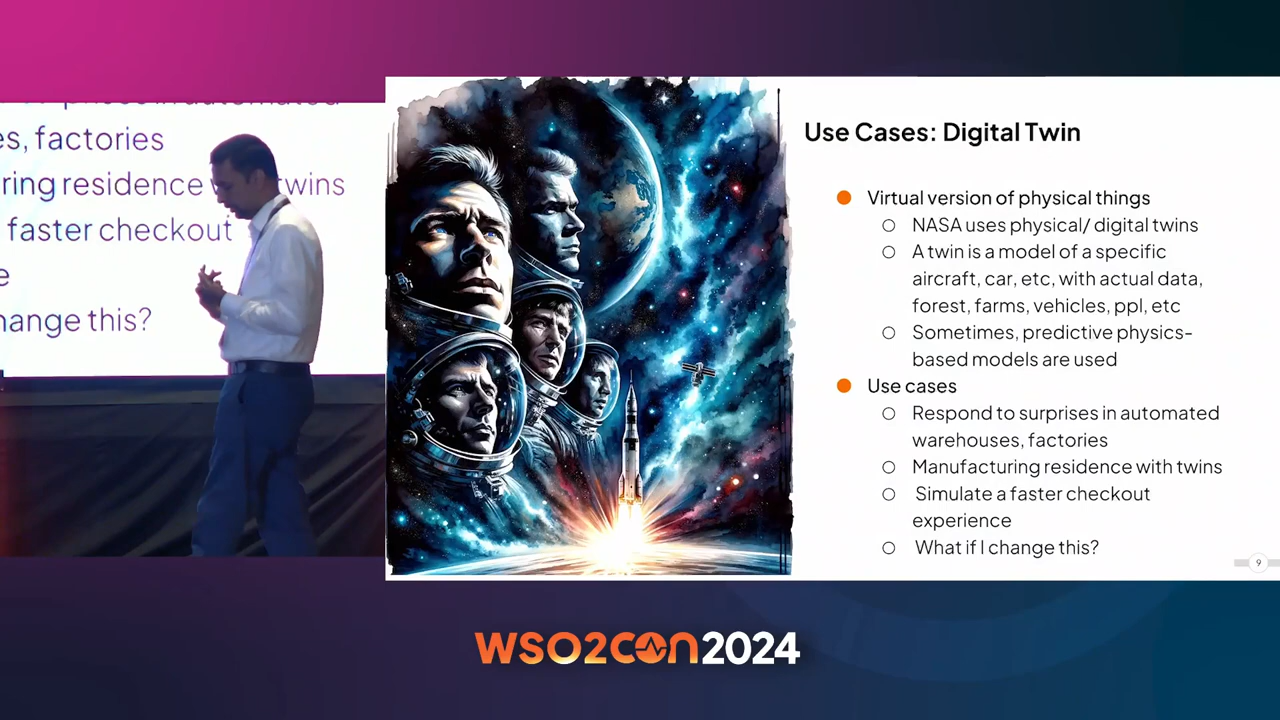 es, factories
ring residence twins
faster checkout
e
hange this?
Use Cases: Digital Twin
Virtual version of physical things
NASA uses physical/ digital twins
A twin is a model of a specific
aircraft, car, etc, with actual data,
forest, farms, vehicles, ppl, etc
Sometimes, predictive physics-
based models are used
Use cases
Respond to surprises in automated
warehouses, factories
Manufacturing residence with twins
Simulate a faster checkout
experience
What if I change this?
9
WSO2CON2024